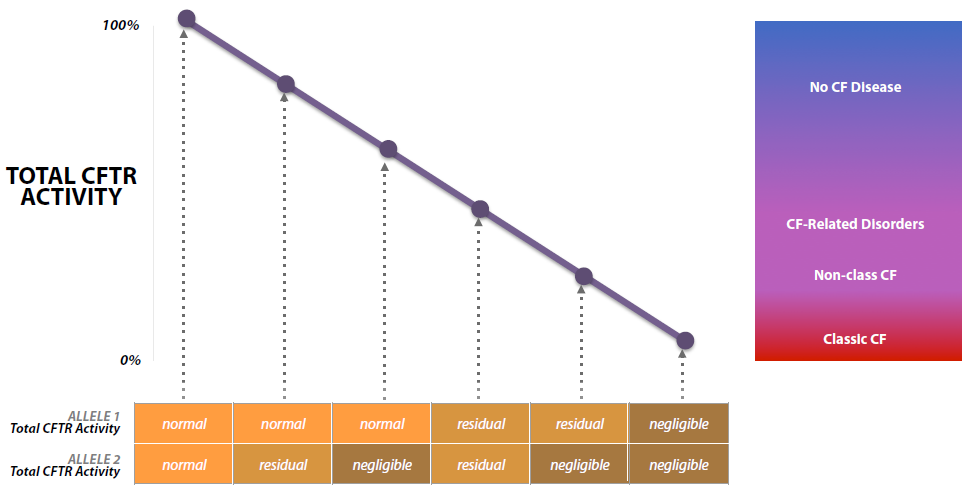 100%
TOTAL CFTR
ACTIVITY
0%
No CF Disease
CF-Related Disorders
Non-class CF
Classic CF
ALLELE 1
Total CFTR Activity
normal normal normal residual residual negligible
ALLELE 2
Total CFTR Activity
normal residual negligible residual negligible negligible